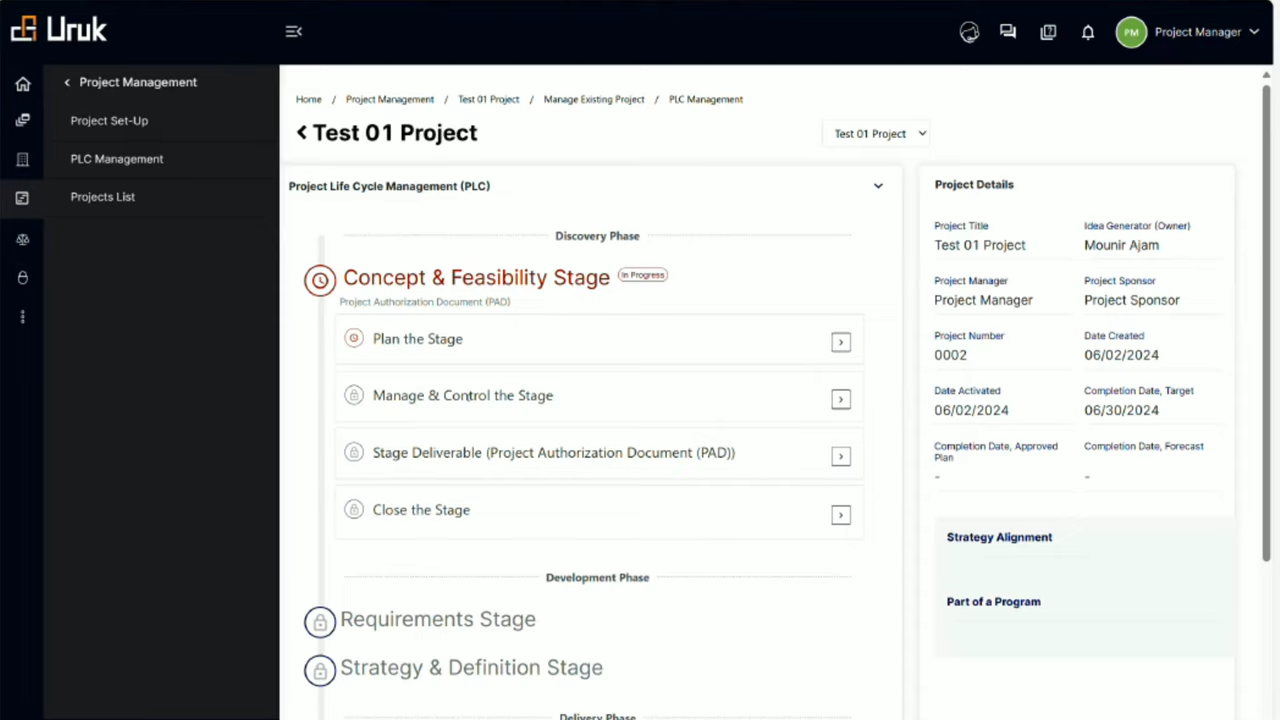 Uruk
PM
Project Manager
Project Management
Project Set-Up
PLC Management
Projects List
Home / Project Management / Test 01 Project / Manage Existing Project / PLC Management
Test 01 Project
Test 01 Project
Project Life Cycle Management (PLC)
Discovery Phase
Concept & Feasibility Stage
In Progress
Project Authorization Document (PAD)
Plan the Stage
Manage & Control the Stage
Stage Deliverable (Project Authorization Document (PAD))
Close the Stage
Development Phase
Requirements Stage
Strategy & Definition Stage
Delivery Phase
Project Details
Project Title
Test 01 Project
Idea Generator (Owner)
Mounir Ajam
Project Manager
Project Manager
Project Sponsor
Project Sponsor
Project Number
0002
Date Created
06/02/2024
Date Activated
06/02/2024
Completion Date, Target
06/30/2024
Completion Date, Approved
Plan
-
Completion Date, Forecast
-
Strategy Alignment
Part of a Program